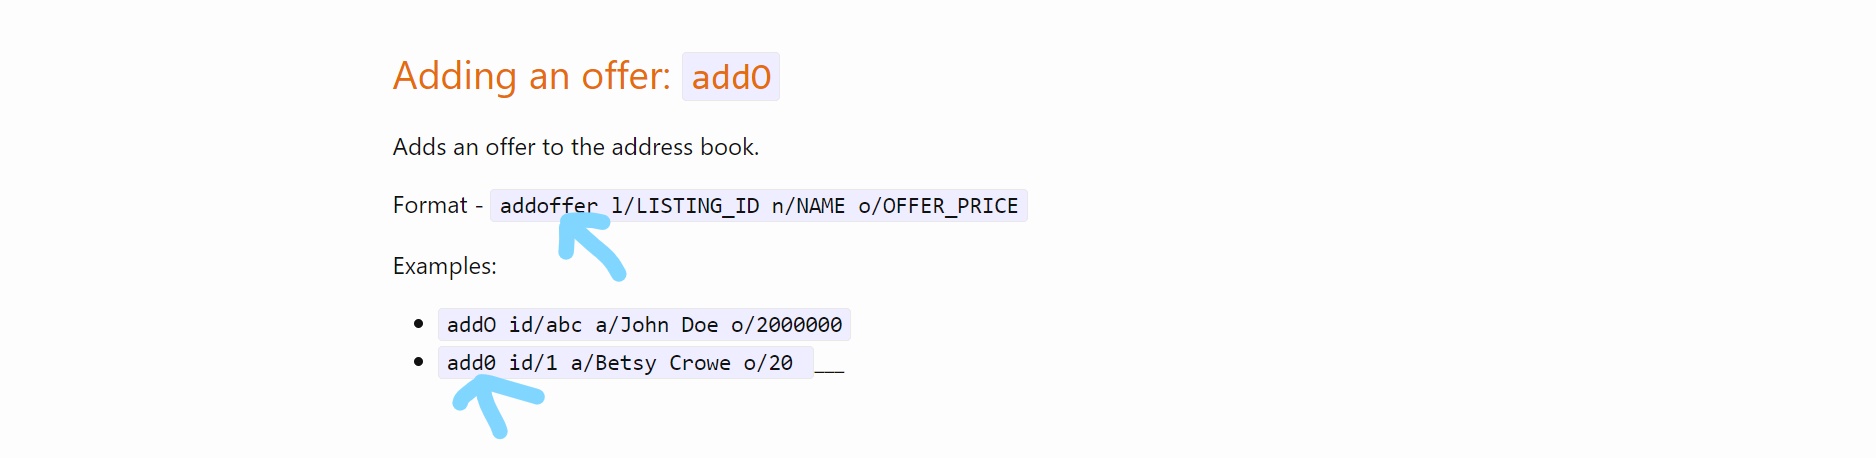 Adding an offer: addO
Adds an offer to the address book.
Format - addoffer l/LISTING_ID n/NAME o/OFFER_PRICE
Examples:
addO id/abc a/John Doe o/2000000
add0 id/1 a/Betsy Crowe o/20 ___